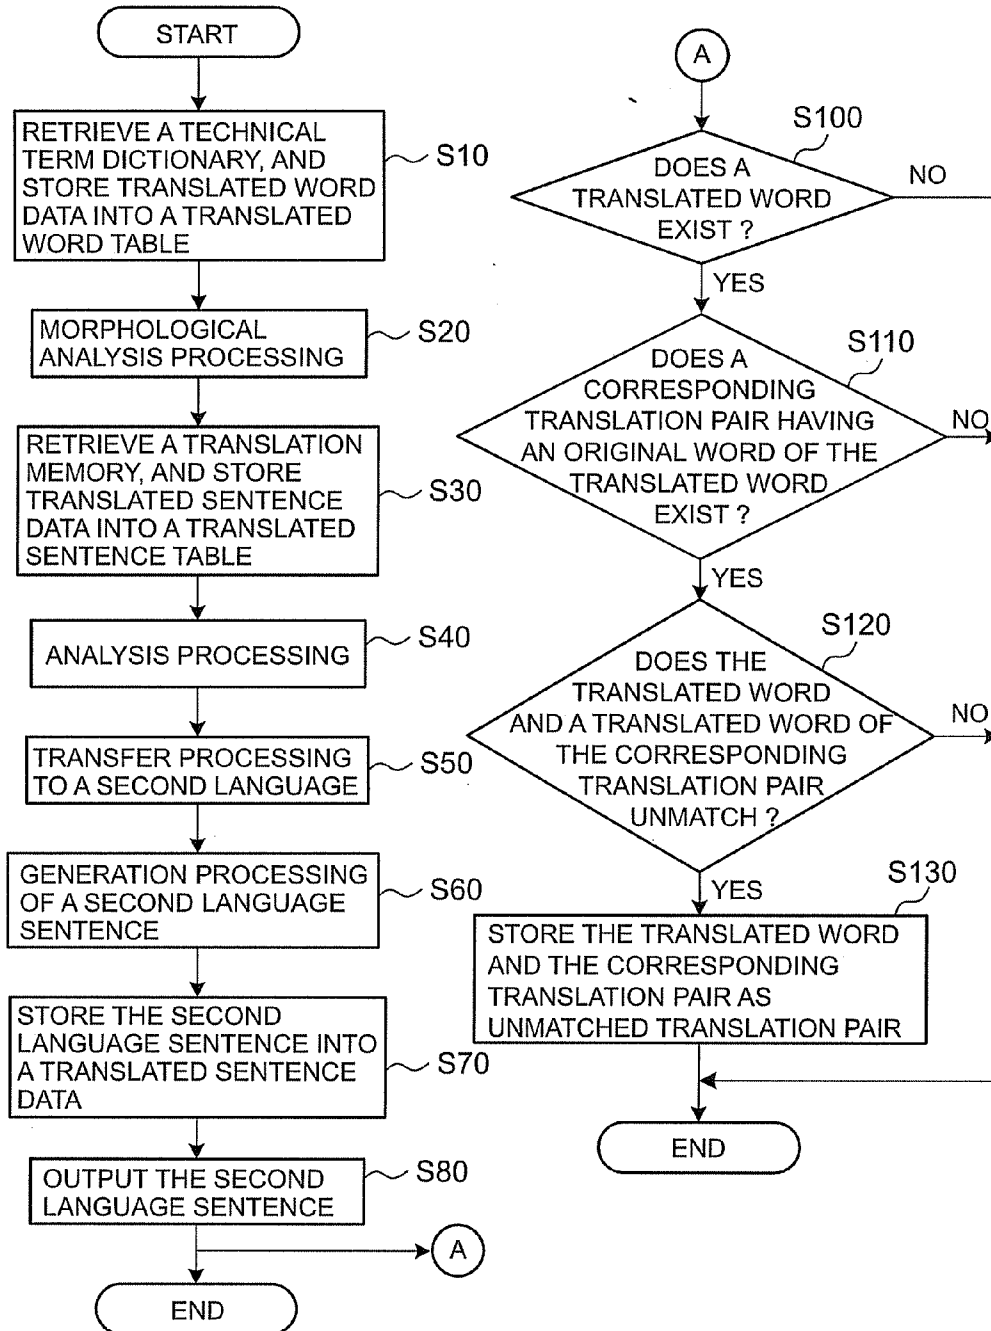 START
RETRIEVE A TECHNICAL
TERM DICTIONARY, AND
STORE TRANSLATED WORD
DATA INTO A TRANSLATED
WORD TABLE
S10
MORPHOLOGICAL
ANALYSIS PROCESSING
S20
RETRIEVE A TRANSLATION
MEMORY, AND STORE
TRANSLATED SENTENCE
DATA INTO A TRANSLATED
SENTENCE TABLE
S30
ANALYSIS PROCESSING
S40
TRANSFER PROCESSING
TO A SECOND LANGUAGE
S50
GENERATION PROCESSING
OF A SECOND LANGUAGE
SENTENCE
S60
STORE THE SECOND
LANGUAGE SENTENCE INTO
A TRANSLATED SENTENCE
DATA
S70
OUTPUT THE SECOND
LANGUAGE SENTENCE
S80
A
END
A
S100
DOES A
TRANSLATED WORD
EXIST ?
NO
YES
S110
DOES A
CORRESPONDING
TRANSLATION PAIR HAVING
AN ORIGINAL WORD OF THE
TRANSLATED WORD
EXIST ?
NO
YES
S120
DOES THE
TRANSLATED WORD
AND A TRANSLATED WORD OF
THE CORRESPONDING
TRANSLATION PAIR
UNMATCH ?
NO
YES
S130
STORE THE TRANSLATED WORD
AND THE CORRESPONDING
TRANSLATION PAIR AS
UNMATCHED TRANSLATION PAIR
END